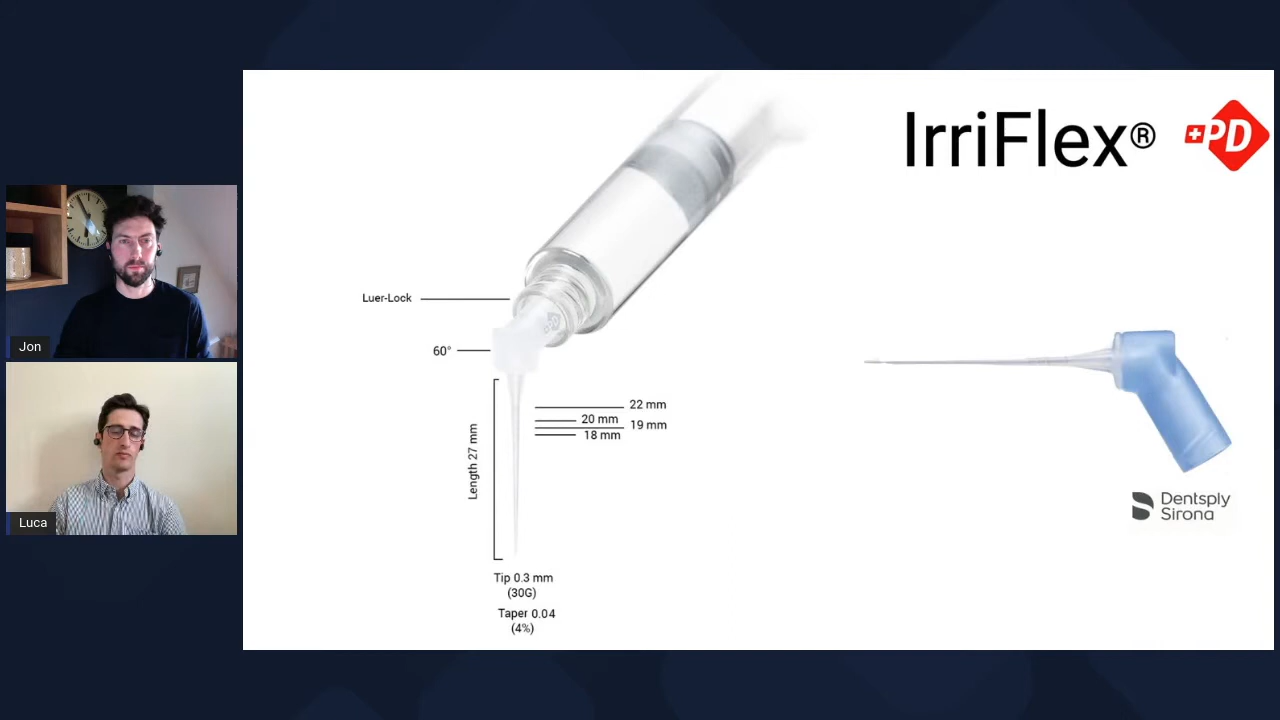 IrriFlex®
PD
Luer-Lock
60°
22 mm
20 mm
19 mm
18 mm
Length 27 mm
Tip 0.3 mm
(30G)
Taper 0.04
(4%)
Dentsply
Sirona
Jon
Luca